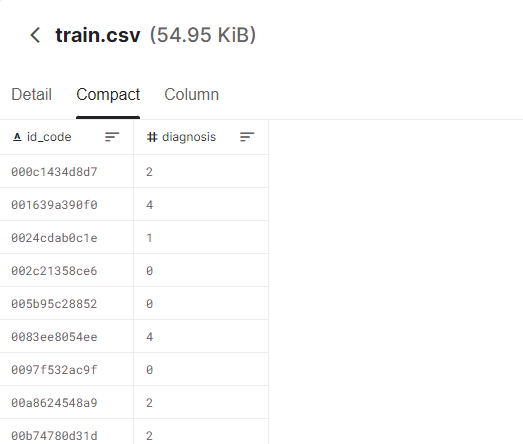 train.csv (54.95 KiB)
Detail Compact Column
id_code diagnosis
000c1434d8d7 2
001639a390f0 4
0024cdab0c1e 1
002c21358ce6 0
005b95c28852 0
0083ee8054ee 4
0097f532ac9f 0
00a8624548a9 2
00b74780d31d 2